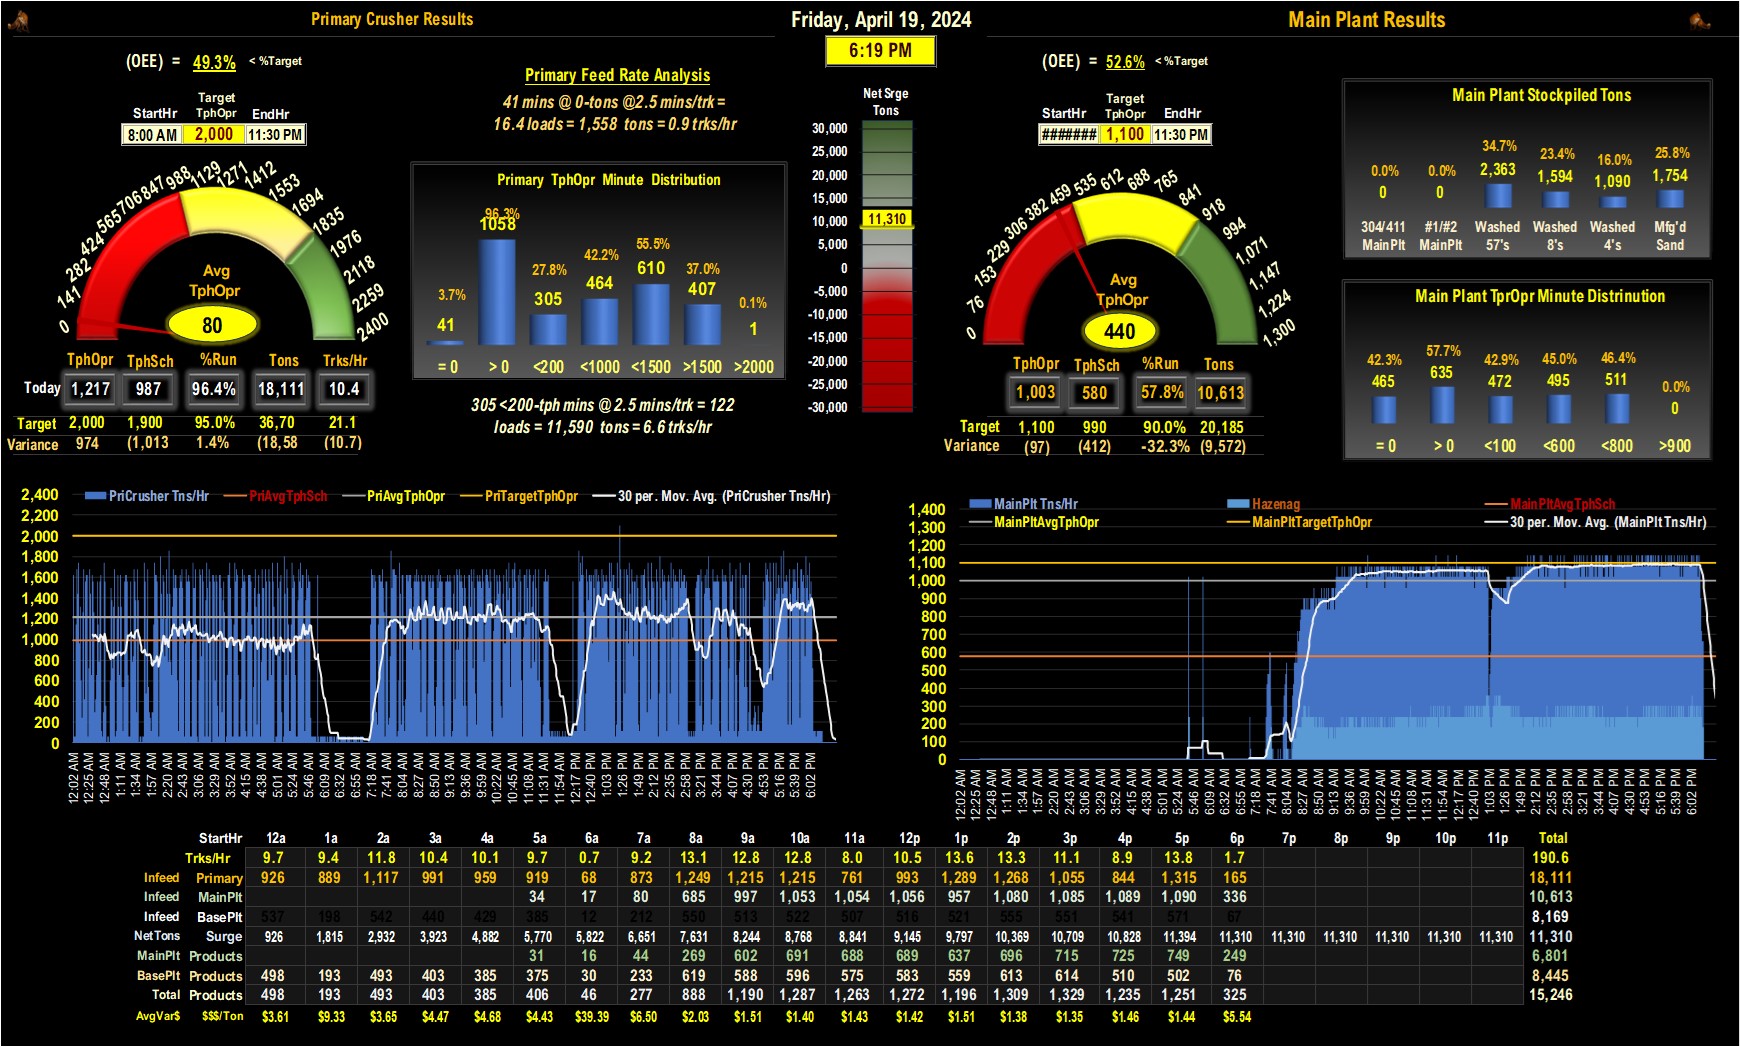 Primary Crusher Results
Friday, April 19, 2024
Main Plant Results
6:19 PM
(OEE) = 49.3% < %Target
StartHr Target TphOpr EndHr
8:00 AM 2,000 11:30 PM
0 141 282 424 565 706 847 988 1129 1271 1412 1553 1694 1835 1976 2118 2259 2400
Avg
TphOpr
80
TphOpr TphSch %Run Tons Trks/Hr
Today 1,217 987 96.4% 18,111 10.4
Target 2,000 1,900 95.0% 36,70 21.1
Variance 974 (1,013 1.4% (18,58 (10.7)
Primary Feed Rate Analysis
41 mins @ 0-tons @2.5 mins/trk =
16.4 loads = 1,558 tons = 0.9 trks/hr
Primary TphOpr Minute Distribution
3.7% 96.3% 27.8% 42.2% 55.5% 37.0% 0.1%
41 1058 305 464 610 407 1
= 0 > 0 <200 <1000 <1500 >1500 >2000
305 <200-tph mins @ 2.5 mins/trk = 122
loads = 11,590 tons = 6.6 trks/hr
Net Srge
Tons
30,000
25,000
20,000
15,000
10,000
11,310
5,000
0
-5,000
-10,000
-15,000
-20,000
-25,000
-30,000
(OEE) = 52.6% < %Target
StartHr Target TphOpr EndHr
####### 1,100 11:30 PM
0 76 153 229 306 382 459 535 612 688 765 841 918 994 1,071 1,147 1,224 1,300
Avg
TphOpr
440
TphOpr TphSch %Run Tons
1,003 580 57.8% 10,613
Target 1,100 990 90.0% 20,185
Variance (97) (412) -32.3% (9,572)
Main Plant Stockpiled Tons
0.0% 0.0% 34.7% 23.4% 16.0% 25.8%
0 0 2,363 1,594 1,090 1,754
304/411 #1/#2 Washed Washed Washed Mfg'd
MainPlt MainPlt 57's 8's 4's Sand
Main Plant TprOpr Minute Distrinution
42.3% 57.7% 42.9% 45.0% 46.4% 0.0%
465 635 472 495 511 0
= 0 > 0 <100 <600 <800 >900
PriCrusher Tns/Hr PriAvgTphSch PriAvgTphOpr PriTargetTphOpr 30 per. Mov. Avg. (PriCrusher Tns/Hr)
2,400
2,200
2,000
1,800
1,600
1,400
1,200
1,000
800
600
400
200
0
12:02 AM 12:25 AM 12:48 AM 1:11 AM 1:34 AM 1:57 AM 2:20 AM 2:43 AM 3:06 AM 3:29 AM 3:52 AM 4:15 AM 4:38 AM 5:01 AM 5:24 AM 5:46 AM 6:09 AM 6:32 AM 6:55 AM 7:18 AM 7:41 AM 8:04 AM 8:27 AM 8:50 AM 9:13 AM 9:36 AM 9:59 AM 10:22 AM 10:45 AM 11:08 AM 11:31 AM 11:54 AM 12:17 PM 12:40 PM 1:03 PM 1:26 PM 1:49 PM 2:12 PM 2:35 PM 2:58 PM 3:21 PM 3:44 PM 4:07 PM 4:30 PM 4:53 PM 5:16 PM 5:39 PM 6:02 PM
MainPlt Tns/Hr Hazenag MainPltAvgTphSch
MainPltAvgTphOpr MainPltTargetTphOpr 30 per. Mov. Avg. (MainPlt Tns/Hr)
1,400
1,300
1,200
1,100
1,000
900
800
700
600
500
400
300
200
100
0
12:02 AM 12:25 AM 12:48 AM 1:11 AM 1:34 AM 1:57 AM 2:20 AM 2:43 AM 3:06 AM 3:29 AM 3:52 AM 4:15 AM 4:38 AM 5:01 AM 5:24 AM 5:46 AM 6:09 AM 6:32 AM 6:55 AM 7:18 AM 7:41 AM 8:04 AM 8:27 AM 8:50 AM 9:13 AM 9:36 AM 9:59 AM 10:22 AM 10:45 AM 11:08 AM 11:31 AM 11:54 AM 12:17 PM 12:40 PM 1:03 PM 1:26 PM 1:49 PM 2:12 PM 2:35 PM 2:58 PM 3:21 PM 3:44 PM 4:07 PM 4:30 PM 4:53 PM 5:16 PM 5:39 PM 6:02 PM
StartHr 12a 1a 2a 3a 4a 5a 6a 7a 8a 9a 10a 11a 12p 1p 2p 3p 4p 5p 6p 7p 8p 9p 10p 11p Total
Trks/Hr 9.7 9.4 11.8 10.4 10.1 9.7 0.7 9.2 13.1 12.8 12.8 8.0 10.5 13.6 13.3 11.1 8.9 13.8 1.7 190.6
Infeed Primary 926 889 1,117 991 959 919 68 873 1,249 1,215 1,215 761 993 1,289 1,268 1,055 844 1,315 165 18,111
Infeed MainPlt 34 17 80 685 997 1,053 1,054 1,056 957 1,080 1,085 1,089 1,090 336 10,613
Infeed BasePlt 537 198 542 440 429 385 12 212 550 513 522 507 516 521 555 551 541 571 67 8,169
NetTons Surge 926 1,815 2,932 3,923 4,882 5,770 5,822 6,651 7,631 8,244 8,768 8,841 9,145 9,797 10,369 10,709 10,828 11,394 11,310 11,310 11,310 11,310 11,310 11,310 11,310
MainPlt Products 31 16 44 269 602 691 688 689 637 696 715 725 749 249 6,801
BasePlt Products 498 193 493 403 385 375 30 233 619 588 596 575 583 559 613 614 510 502 76 8,445
Total Products 498 193 493 403 385 406 46 277 888 1,190 1,287 1,263 1,272 1,196 1,309 1,329 1,235 1,251 325 15,246
AvgVar$ $$$/Ton $3.61 $9.33 $3.65 $4.47 $4.68 $4.43 $39.39 $6.50 $2.03 $1.51 $1.40 $1.43 $1.42 $1.51 $1.38 $1.35 $1.46 $1.44 $5.54